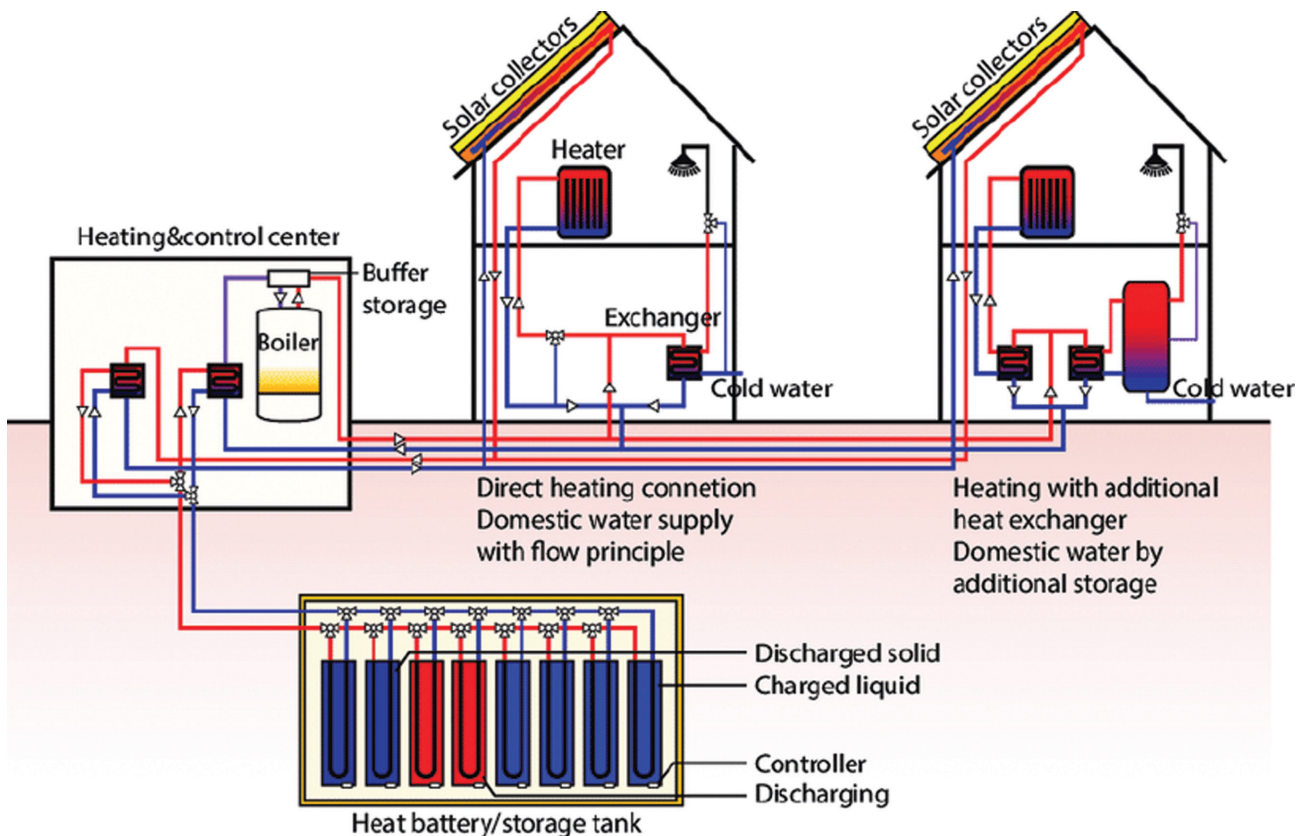 Solar collectors
Solar collectors
Heater
Heating&control center
Buffer
storage
Boiler
Exchanger
Cold water
Cold water
Direct heating connetion
Domestic water supply
with flow principle
Heating with additional
heat exchanger
Domestic water by
additional storage
Discharged solid
Charged liquid
Controller
Discharging
Heat battery/storage tank